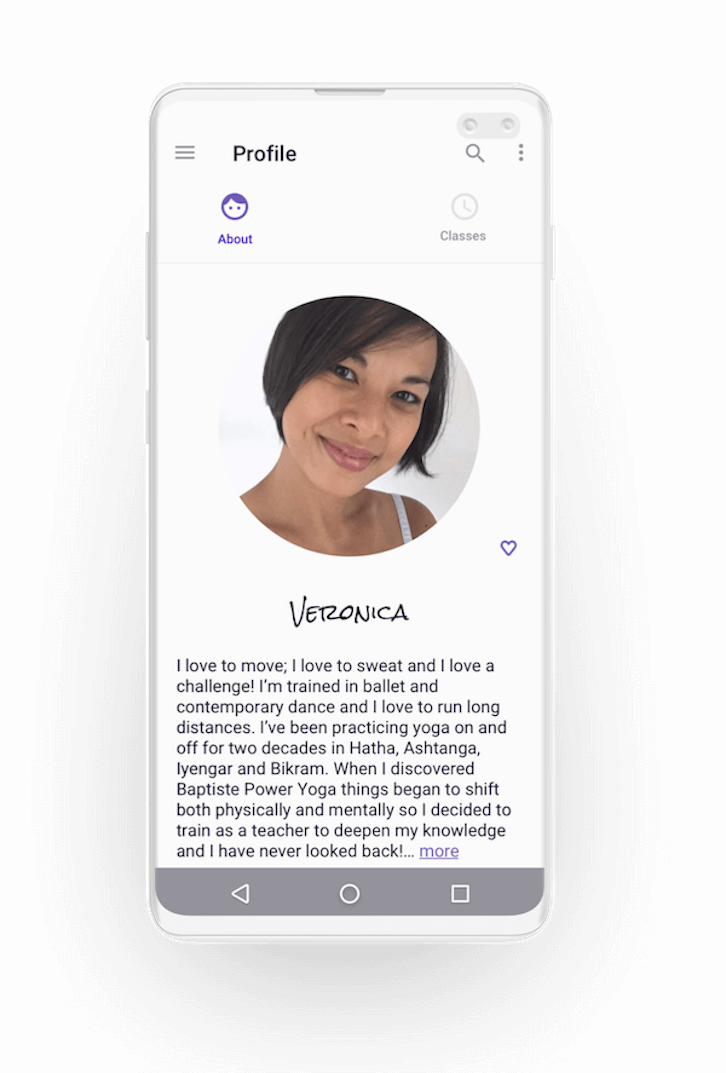 Profile
About
Classes
Veronica
I love to move; I love to sweat and I love a
challenge! I’m trained in ballet and
contemporary dance and I love to run long
distances. I’ve been practicing yoga on and
off for two decades in Hatha, Ashtanga,
Iyengar and Bikram. When I discovered
Baptiste Power Yoga things began to shift
both physically and mentally so I decided to
train as a teacher to deepen my knowledge
and I have never looked back!… more